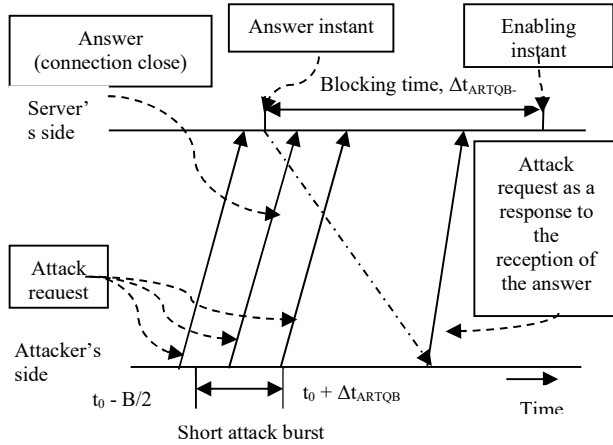 Answer
(connection close)
Answer instant
Enabling
instant
Blocking time, Δt_ARTQB-
Server'
s side
Attack
request as a
response to
the
reception of
the answer
Attack
request
Attacker's
side
t₀ - B/2
t₀ + Δt_ARTQB
Time
Short attack burst